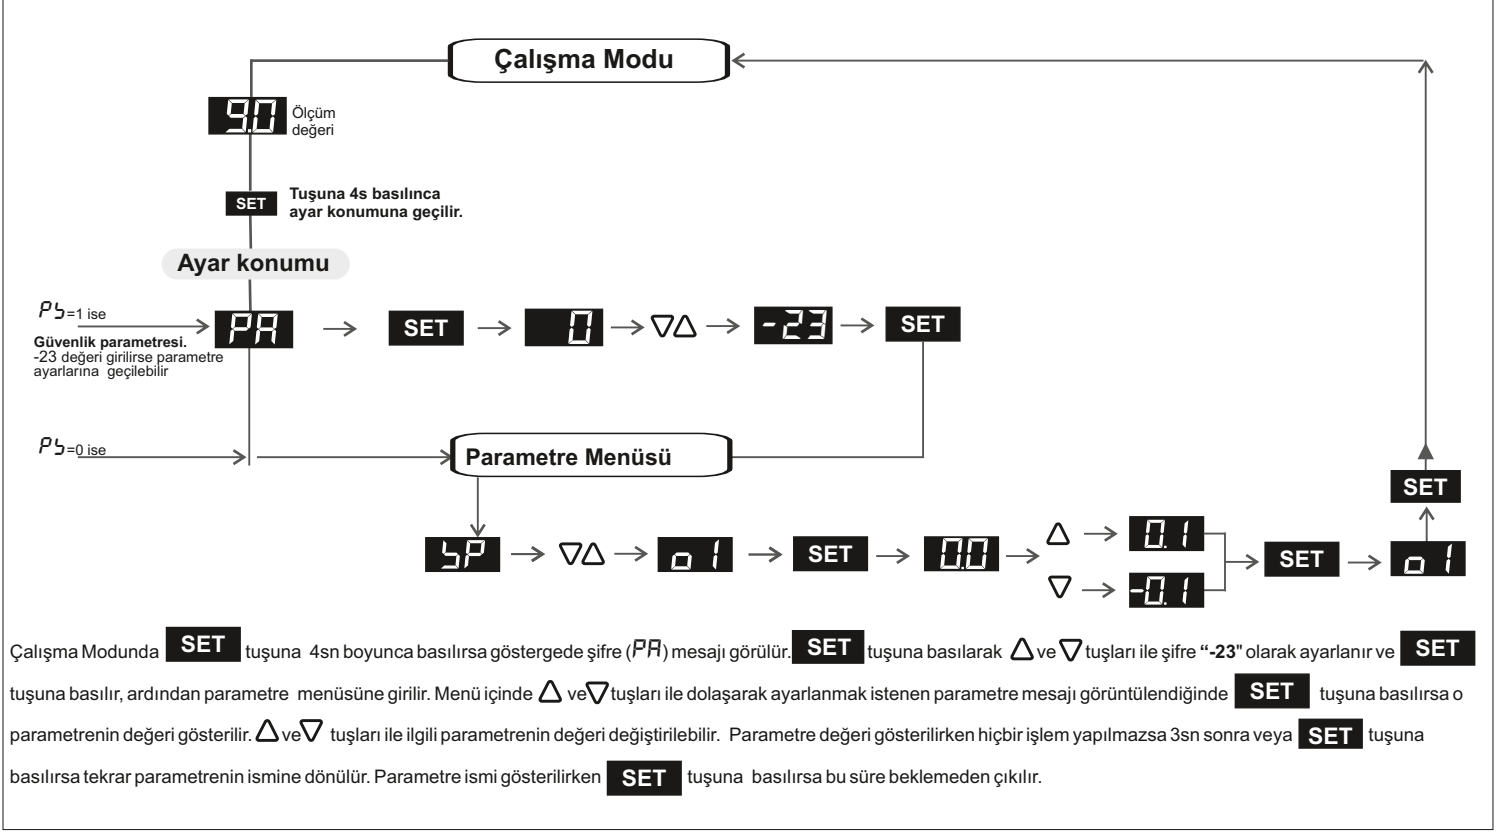 Çalışma Modu
9.0 Ölçüm
değeri
SET Tuşuna 4s basılınca
ayar konumuna geçilir.
Ayar konumu
PS=1 ise
Güvenlik parametresi.
-23 değeri girilirse parametre
ayarlarına geçilebilir
PA SET 0 -23 SET
PS=0 ise
Parametre Menüsü
SET
SP o1 SET 0.0 0.1 SET o1
-0.1
Çalışma Modunda SET tuşuna 4sn boyunca basılırsa göstergede şifre (PA) mesajı görülür. SET tuşuna basılarak △ ve ▽ tuşları ile şifre “-23" olarak ayarlanır ve SET
tuşuna basılır, ardından parametre menüsüne girilir. Menü içinde △ ve ▽ tuşları ile dolaşarak ayarlanmak istenen parametre mesajı görüntülendiğinde SET tuşuna basılırsa o
parametrenin değeri gösterilir. △ ve ▽ tuşları ile ilgili parametrenin değeri değiştirilebilir. Parametre değeri gösterilirken hiçbir işlem yapılmazsa 3sn sonra veya SET tuşuna
basılırsa tekrar parametrenin ismine dönülür. Parametre ismi gösterilirken SET tuşuna basılırsa bu süre beklemeden çıkılır.